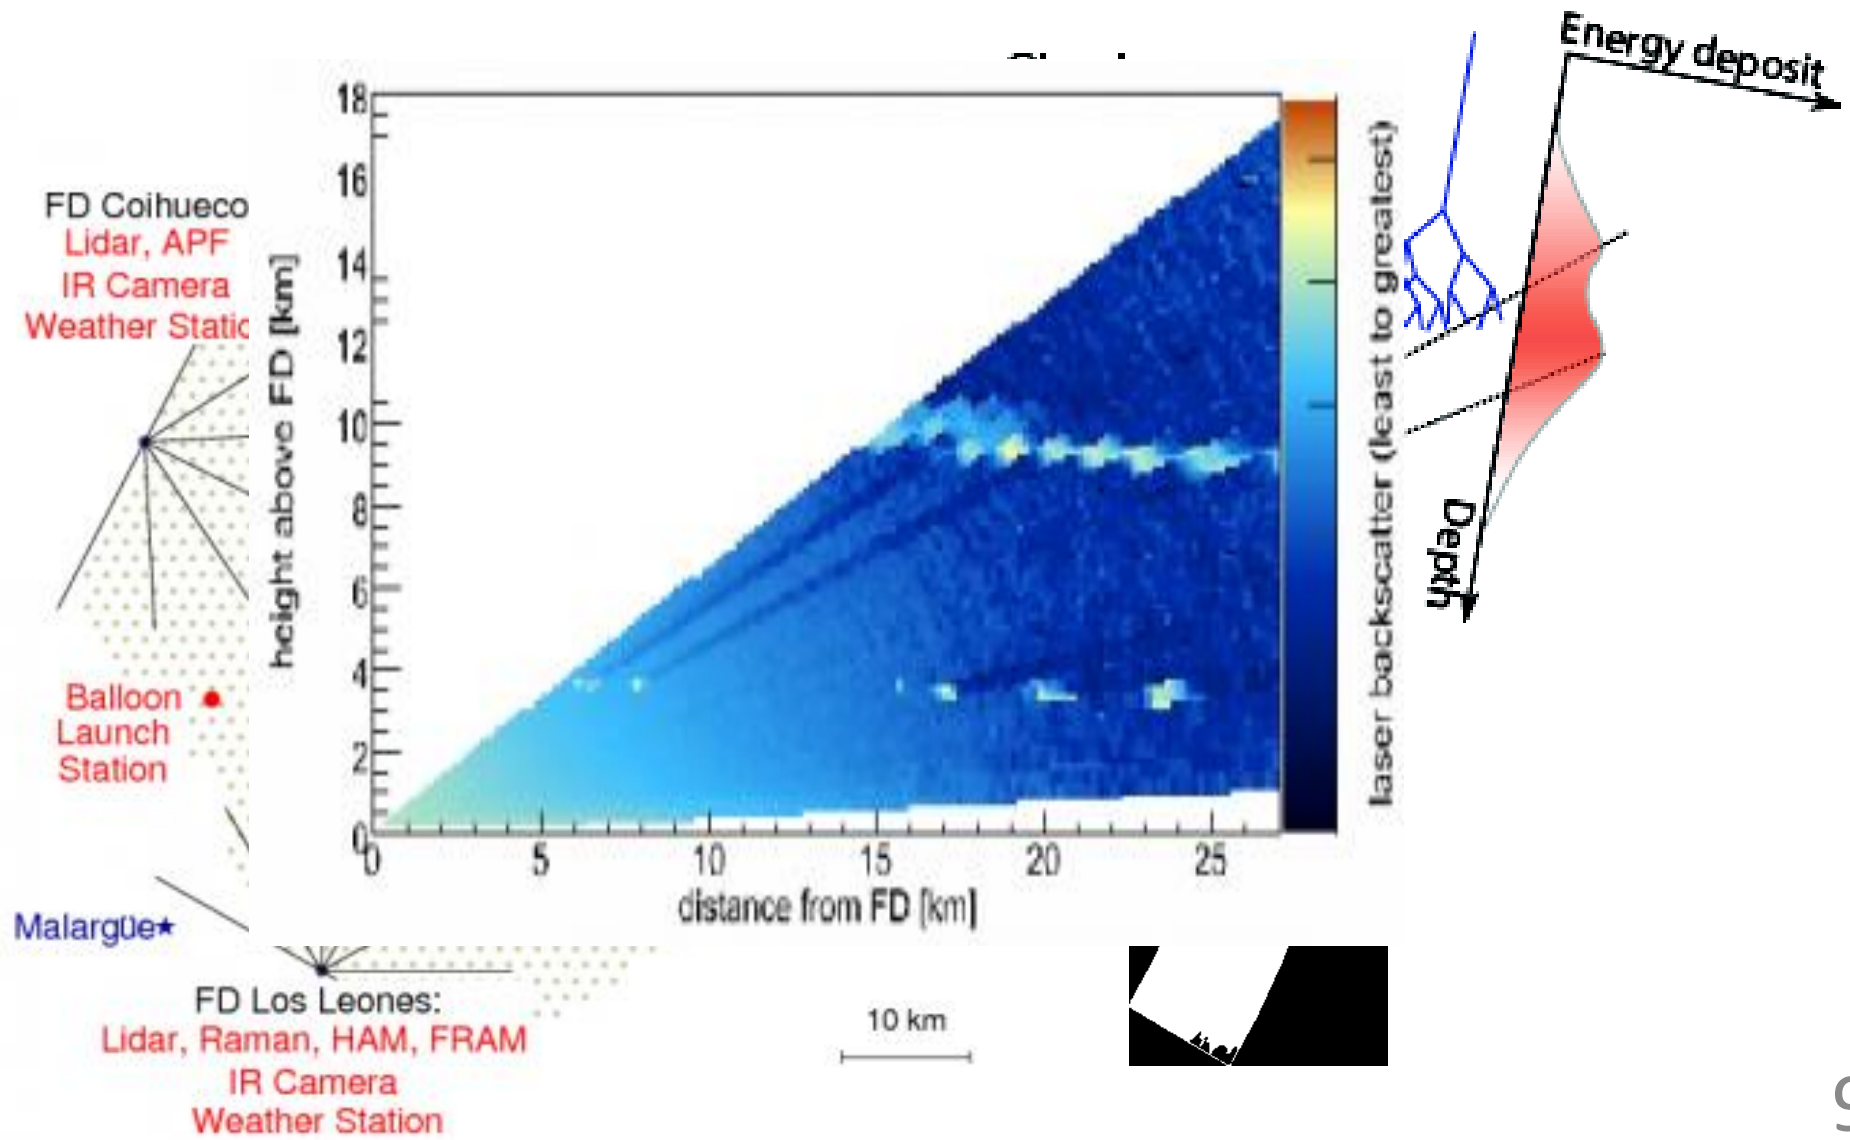 Energy deposit
Depth
FD Coihueco
Lidar, APF
IR Camera
Weather Static
Balloon
Launch
Station
Malargüe
FD Los Leones:
Lidar, Raman, HAM, FRAM
IR Camera
Weather Station
height above FD [km]
18
16
14
12
10
8
6
4
2
0
0 5 10 15 20 25
distance from FD [km]
laser backscatter (least to greatest)
10 km
9